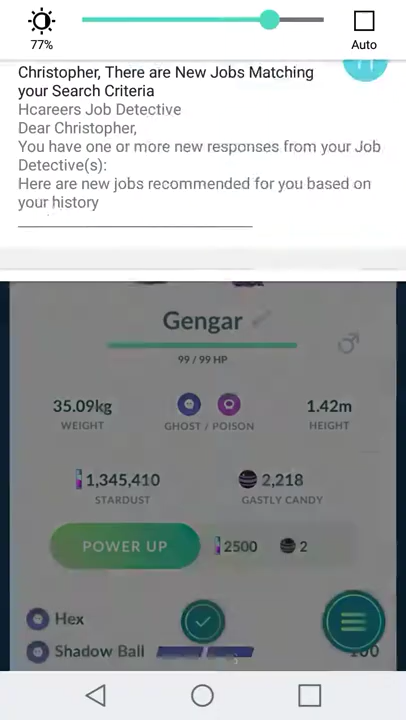 77%
Auto
Christopher, There are New Jobs Matching
your Search Criteria
Hcareers Job Detective
Dear Christopher,
You have one or more new responses from your Job
Detective(s):
Here are new jobs recommended for you based on
your history
Gengar
99 / 99 HP
35.09kg
WEIGHT
GHOST / POISON
1.42m
HEIGHT
1,345,410
STARDUST
2,218
GASTLY CANDY
POWER UP
2500
2
Hex
Shadow Ball
100